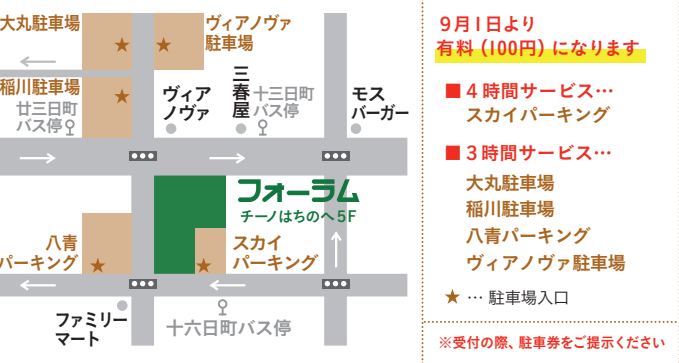 大丸駐車場
ヴィアノヴァ
駐車場
稲川駐車場
廿三日町
バス停
ヴィア
ノヴァ
三春屋
十三日町
バス停
モス
バーガー
フォーラム
チーノはちのへ5F
八青
パーキング
スカイ
パーキング
ファミリー
マート
十六日町バス停
9月1日より
有料（100円）になります
■4時間サービス…
スカイパーキング
■3時間サービス…
大丸駐車場
稲川駐車場
八青パーキング
ヴィアノヴァ駐車場
★ … 駐車場入口
※受付の際、駐車券をご提示ください